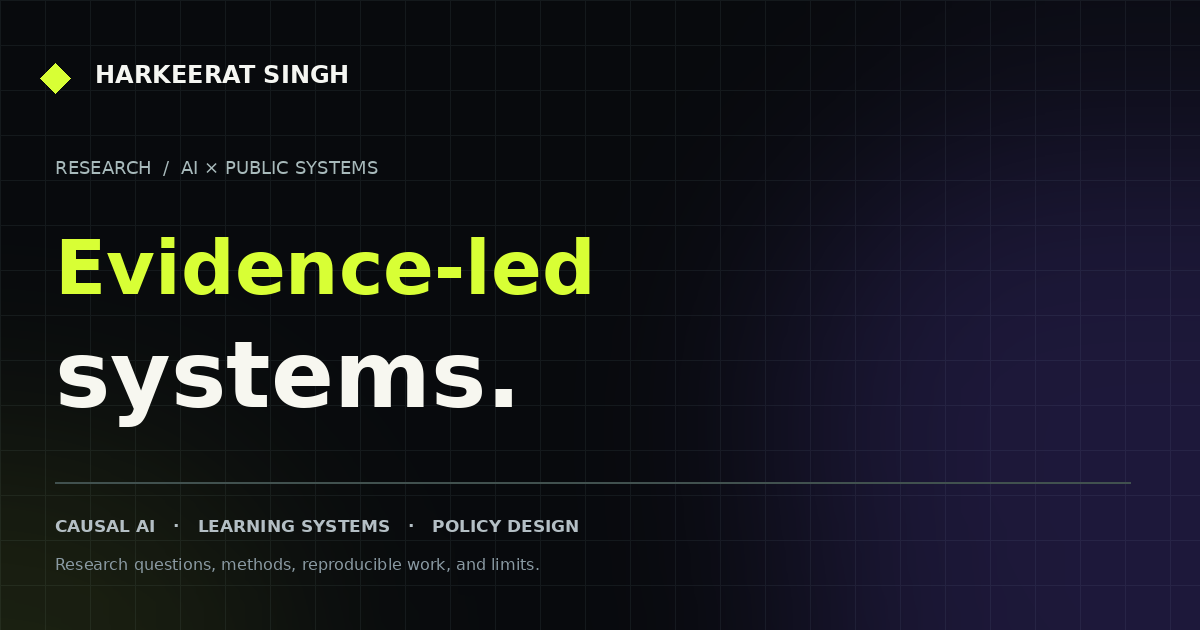 HARKEERAT SINGH
RESEARCH / AI × PUBLIC SYSTEMS
Evidence-led
systems.
CAUSAL AI · LEARNING SYSTEMS · POLICY DESIGN
Research questions, methods, reproducible work, and limits.